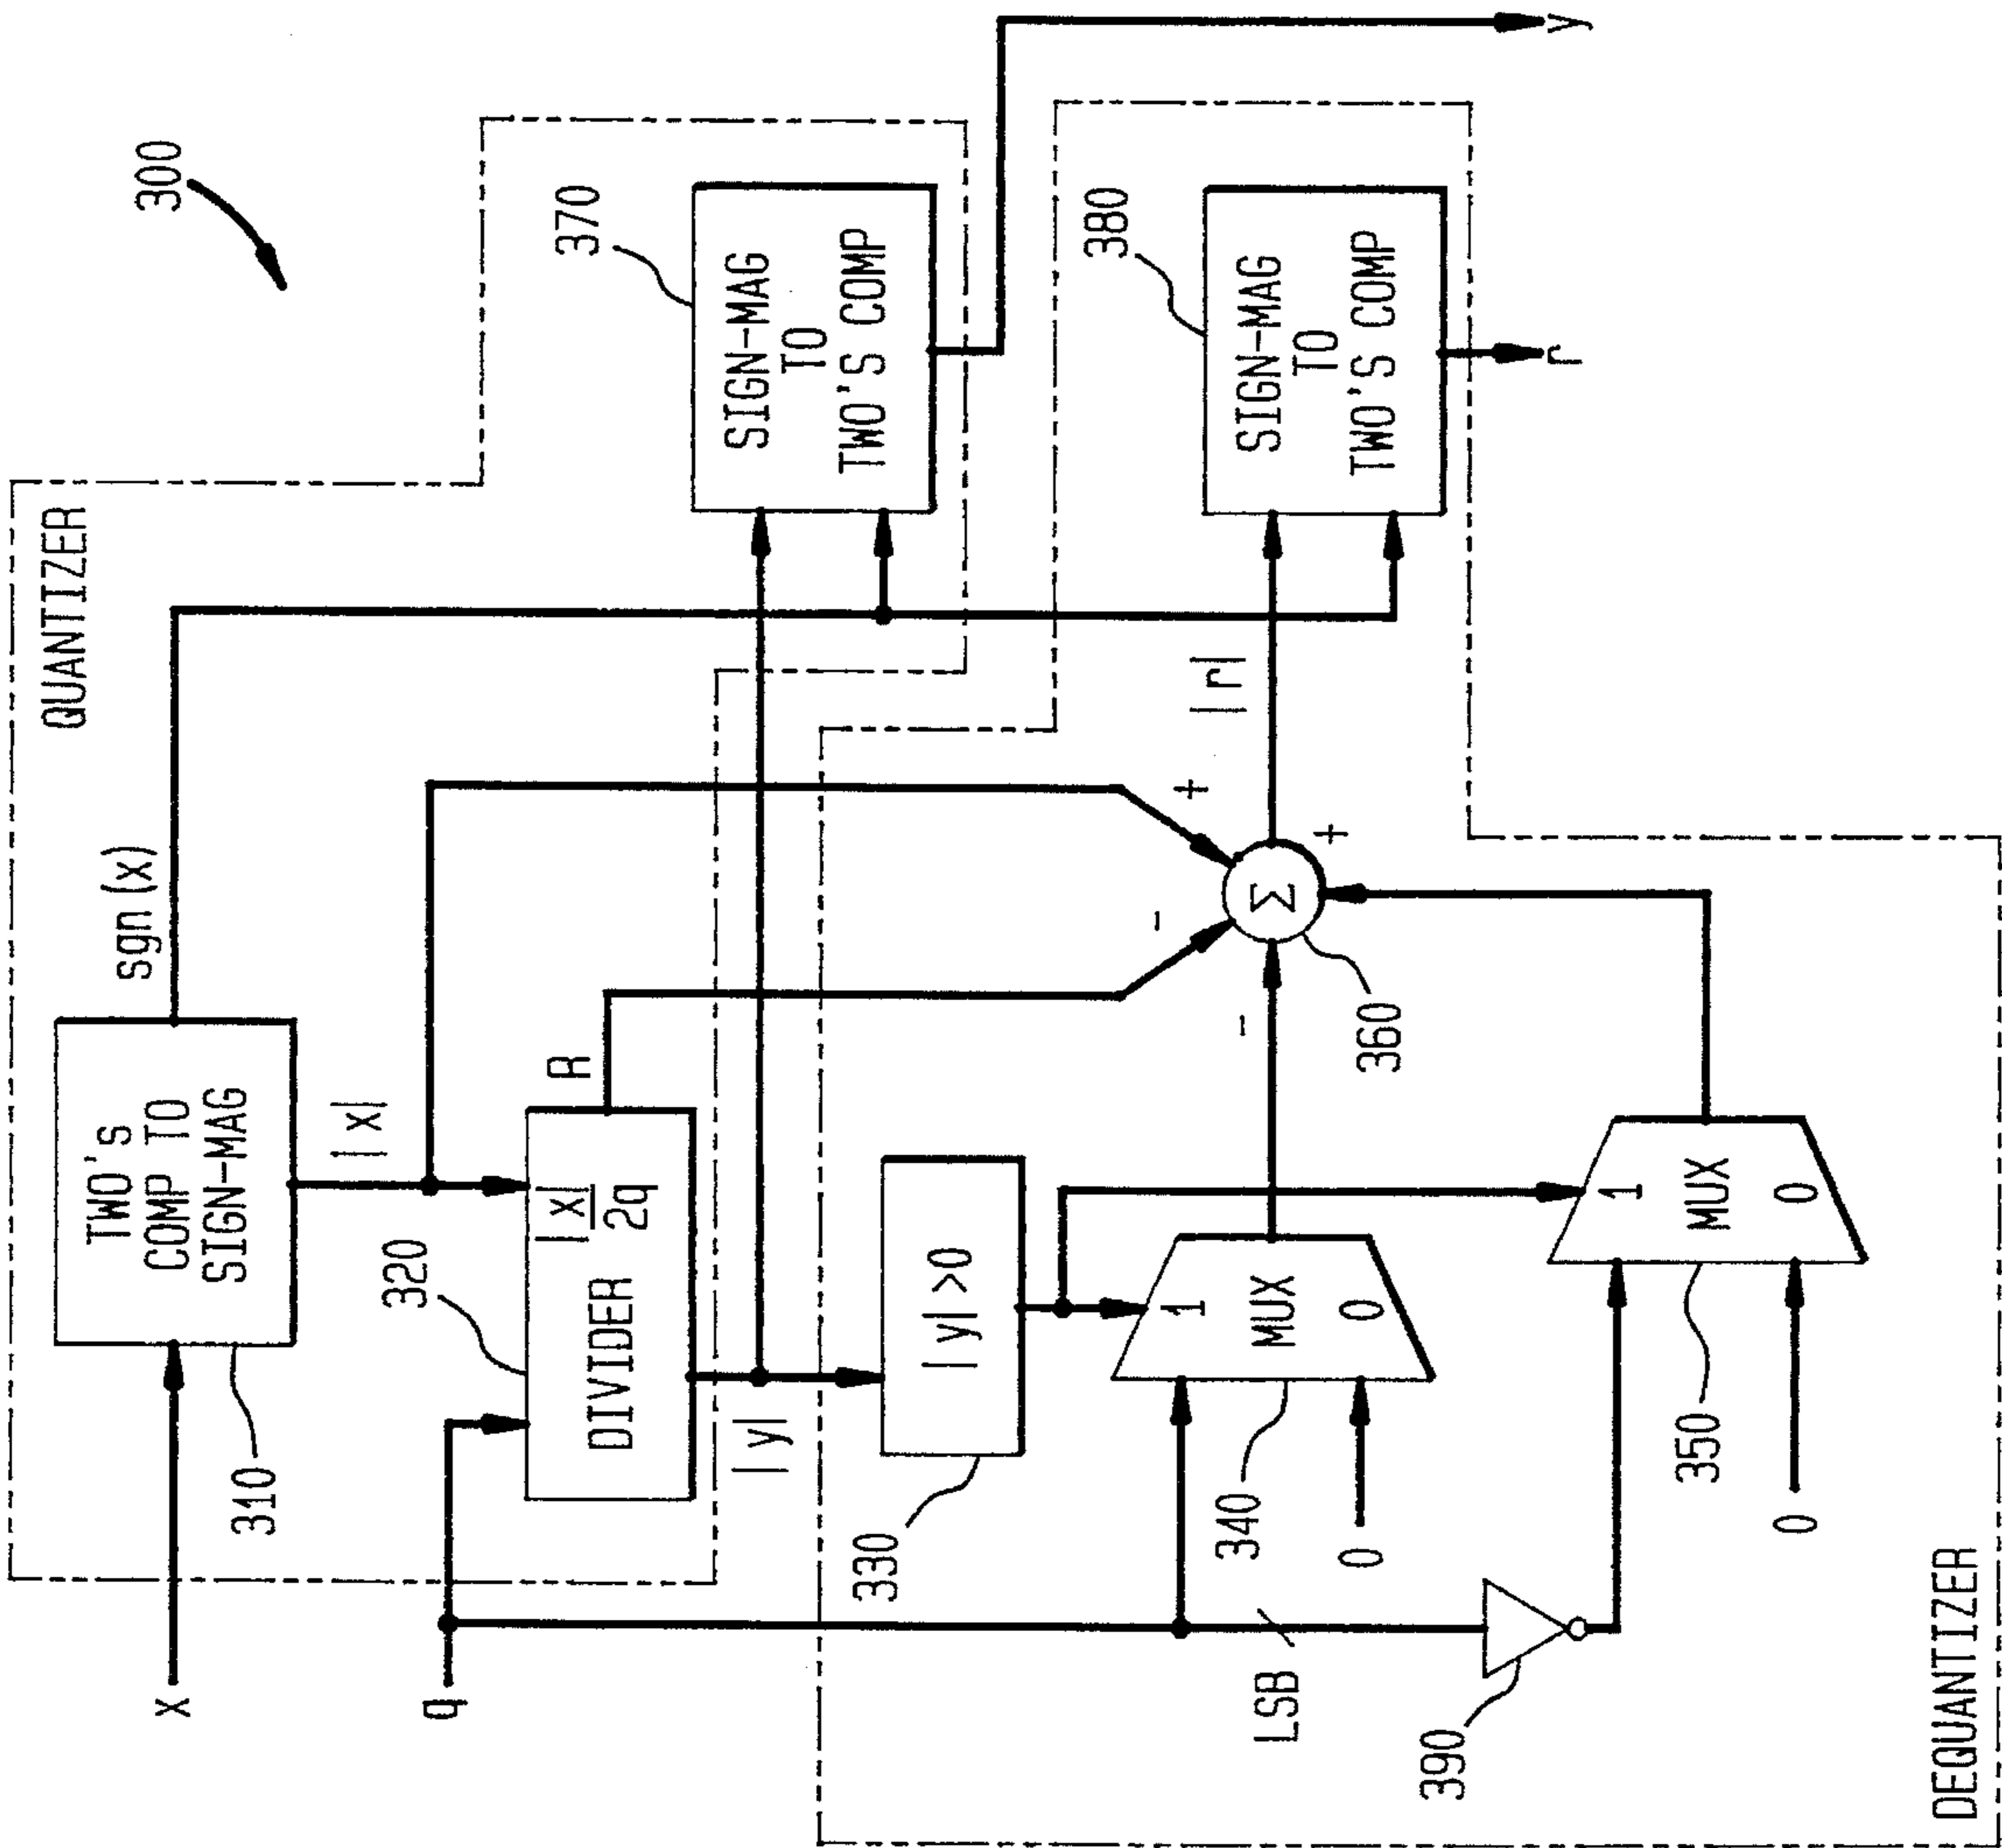 300
QUANTIZER
x
TWO's
COMP TO
SIGN-MAG
310
sgn (x)
|x|
q
320
DIVIDER
|x|
2q
R
|y|
370
SIGN-MAG
TO
TWO'S COMP
y
330
|y| >0
340
1
MUX
0
0
LSB
390
350
1
MUX
0
0
-
-
+
+
Σ
360
|r|
380
SIGN-MAG
TO
TWO'S COMP
r
DEQUANTIZER